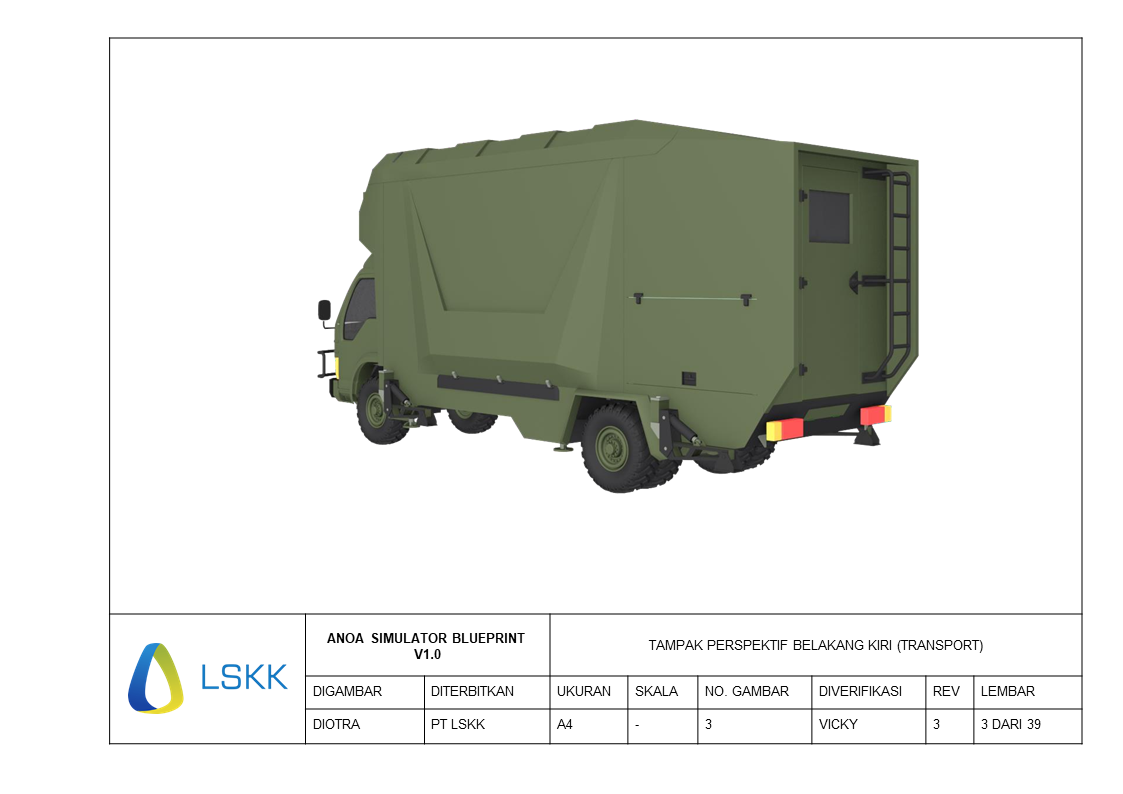 LSKK
ANOA SIMULATOR BLUEPRINT
V1.0
TAMPAK PERSPEKTIF BELAKANG KIRI (TRANSPORT)
DIGAMBAR DITERBITKAN UKURAN SKALA NO. GAMBAR DIVERIFIKASI REV LEMBAR
DIOTRA PT LSKK A4 - 3 VICKY 3 3 DARI 39